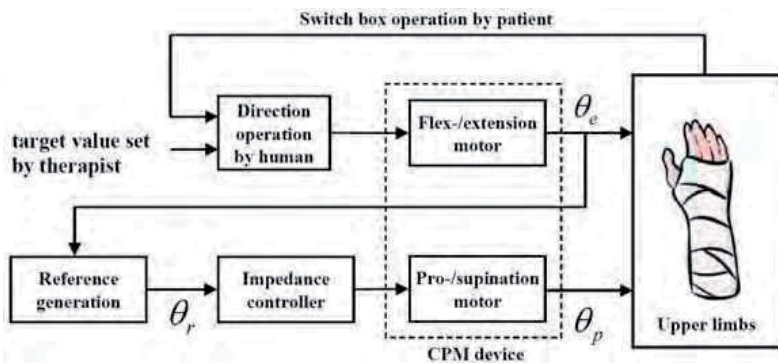 Switch box operation by patient
Direction
operation
by human
Flex-/extension
motor
θe
target value set
by therapist
Reference
generation
θr
Impedance
controller
Pro-/supination
motor
θp
Upper limbs
CPM device